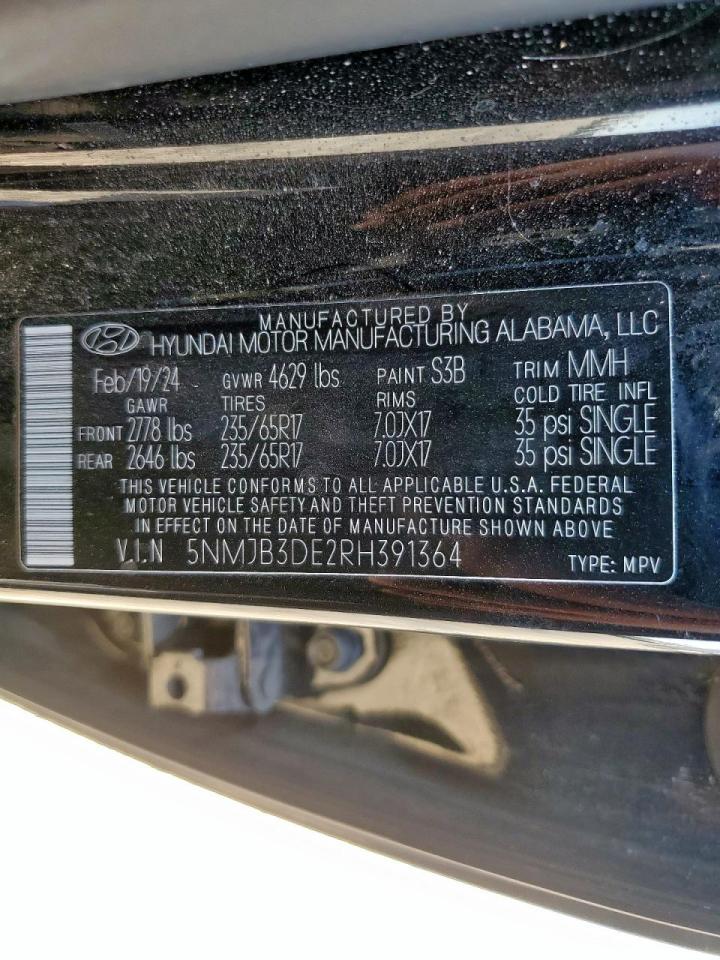 MANUFACTURED BY
HYUNDAI MOTOR MANUFACTURING ALABAMA, LLC
Feb/19/24 GVWR 4629 lbs PAINT S3B TRIM MMH
GAWR TIRES RIMS COLD TIRE INFL
FRONT 2778 lbs 235/65R17 7.0JX17 35 psi SINGLE
REAR 2646 lbs 235/65R17 7.0JX17 35 psi SINGLE
THIS VEHICLE CONFORMS TO ALL APPLICABLE U.S.A. FEDERAL
MOTOR VEHICLE SAFETY AND THEFT PREVENTION STANDARDS
IN EFFECT ON THE DATE OF MANUFACTURE SHOWN ABOVE
V.I.N 5NMJB3DE2RH391364 TYPE: MPV